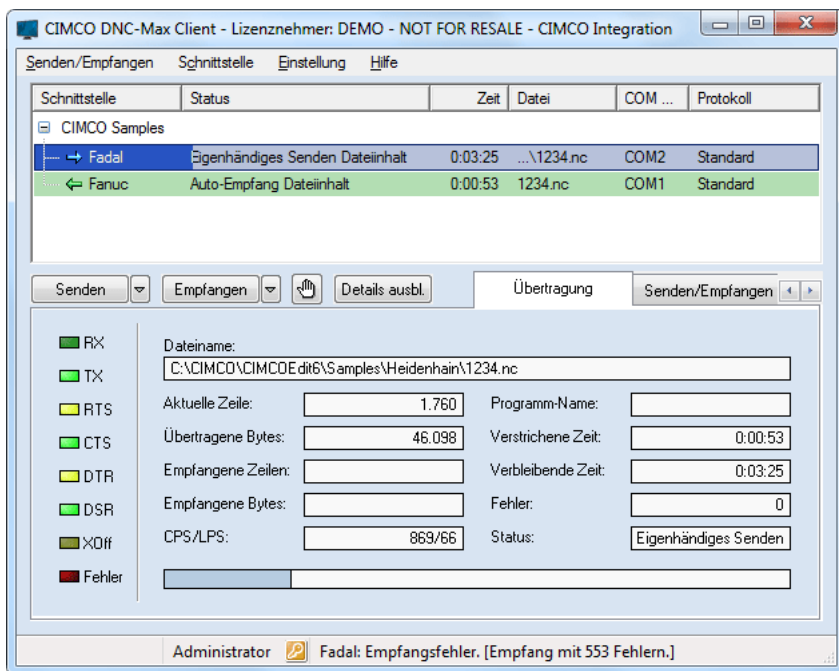 CIMCO DNC-Max Client - Lizenznehmer: DEMO - NOT FOR RESALE - CIMCO Integration
Senden/Empfangen Schnittstelle Einstellung Hilfe
Schnittstelle Status Zeit Datei COM ... Protokoll
CIMCO Samples
Fadal Eigenhändiges Senden Dateiinhalt 0:03:25 ...\1234.nc COM2 Standard
Fanuc Auto-Empfang Dateiinhalt 0:00:53 1234.nc COM1 Standard
Senden Empfangen Details ausbl. Übertragung Senden/Empfangen
RX Dateiname:
C:\CIMCO\CIMCOEdit6\Samples\Heidenhain\1234.nc
TX
RTS Aktuelle Zeile: 1.760 Programm-Name:
CTS Übertragene Bytes: 46.098 Verstrichene Zeit: 0:00:53
DTR Empfangene Zeilen: Verbleibende Zeit: 0:03:25
DSR Empfangene Bytes: Fehler: 0
XOff CPS/LPS: 869/66 Status: Eigenhändiges Senden
Fehler
Administrator Fadal: Empfangsfehler. [Empfang mit 553 Fehlern.]